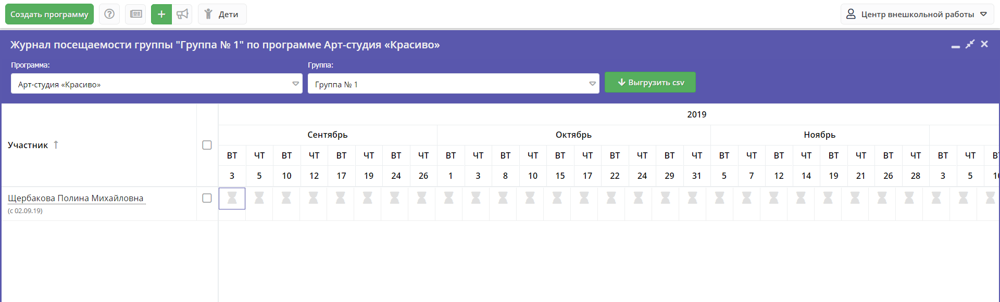 Создать программу
Дети
Центр внешкольной работы
Журнал посещаемости группы "Группа № 1" по программе Арт-студия «Красиво»
Программа: Группа:
Арт-студия «Красиво» Группа № 1 Выгрузить csv
2019
Сентябрь Октябрь Ноябрь
Участник
ВТ ЧТ ВТ ЧТ ВТ ЧТ ВТ ЧТ ВТ ЧТ ВТ ЧТ ВТ ЧТ ВТ ЧТ ВТ ЧТ ВТ ЧТ ВТ ЧТ ВТ ЧТ ВТ ЧТ ВТ ЧТ
3 5 10 12 17 19 24 26 1 3 8 10 15 17 22 24 29 31 5 7 12 14 19 21 26 28 3 5
Щербакова Полина Михайловна
(с 02.09.19)